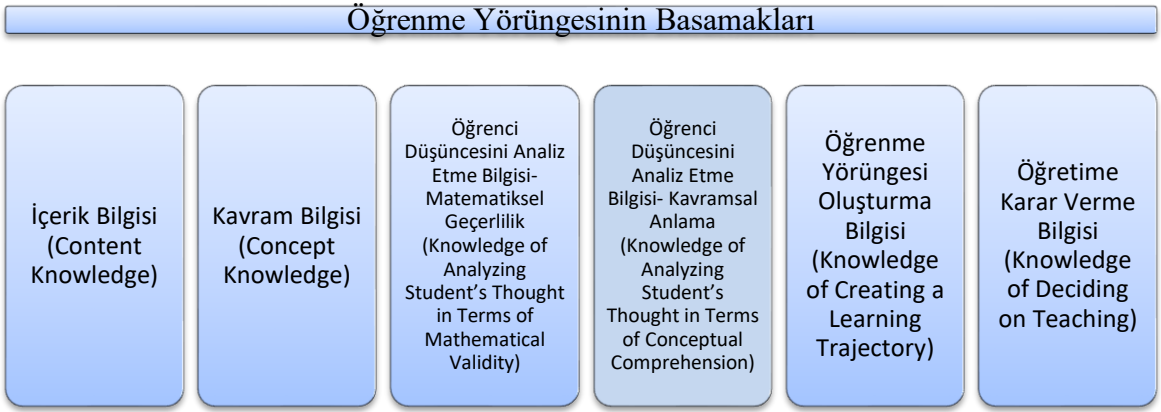 Öğrenme Yörüngesinin Basamakları
İçerik Bilgisi
(Content
Knowledge)
Kavram Bilgisi
(Concept
Knowledge)
Öğrenci
Düşüncesini Analiz
Etme Bilgisi-
Matematiksel
Geçerlilik
(Knowledge of
Analyzing
Student’s Thought
in Terms of
Mathematical
Validity)
Öğrenci
Düşüncesini
Analiz Etme
Bilgisi- Kavramsal
Anlama
(Knowledge of
Analyzing
Student’s
Thought in Terms
of Conceptual
Comprehension)
Öğrenme
Yörüngesi
Oluşturma
Bilgisi
(Knowledge
of Creating a
Learning
Trajectory)
Öğretime
Karar Verme
Bilgisi
(Knowledge
of Deciding
on Teaching)